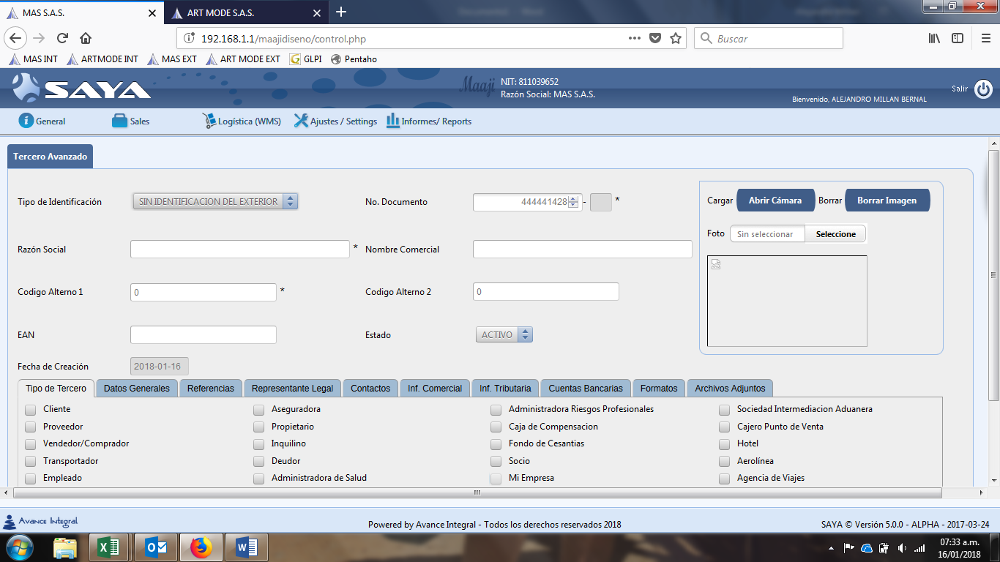 MAS S.A.S.
ART MODE S.A.S.
192.168.1.1/maajidiseno/control.php
Buscar
MAS INT
ARTMODE INT
MAS EXT
ART MODE EXT
GLPI
Pentaho
SAYA
Maaji
NIT: 811039652
Razón Social: MAS S.A.S.
Bienvenido, ALEJANDRO MILLAN BERNAL
Salir
General
Sales
Logística (WMS)
Ajustes / Settings
Informes/ Reports
Tercero Avanzado
Tipo de Identificación
SIN IDENTIFICACION DEL EXTERIOR
No. Documento
444441428
-
*
Cargar
Abrir Cámara
Borrar
Borrar Imagen
Foto
Sin seleccionar
Seleccione
Razón Social
*
Nombre Comercial
Codigo Alterno 1
0
*
Codigo Alterno 2
0
EAN
Estado
ACTIVO
Fecha de Creación
2018-01-16
Tipo de Tercero
Datos Generales
Referencias
Representante Legal
Contactos
Inf. Comercial
Inf. Tributaria
Cuentas Bancarias
Formatos
Archivos Adjuntos
Cliente
Aseguradora
Administradora Riesgos Profesionales
Sociedad Intermediacion Aduanera
Proveedor
Propietario
Caja de Compensacion
Cajero Punto de Venta
Vendedor/Comprador
Inquilino
Fondo de Cesantias
Hotel
Transportador
Deudor
Socio
Aerolínea
Empleado
Administradora de Salud
Mi Empresa
Agencia de Viajes
Avance Integral
Powered by Avance Integral - Todos los derechos reservados 2018
SAYA © Versión 5.0.0 - ALPHA - 2017-03-24
07:33 a.m.
16/01/2018